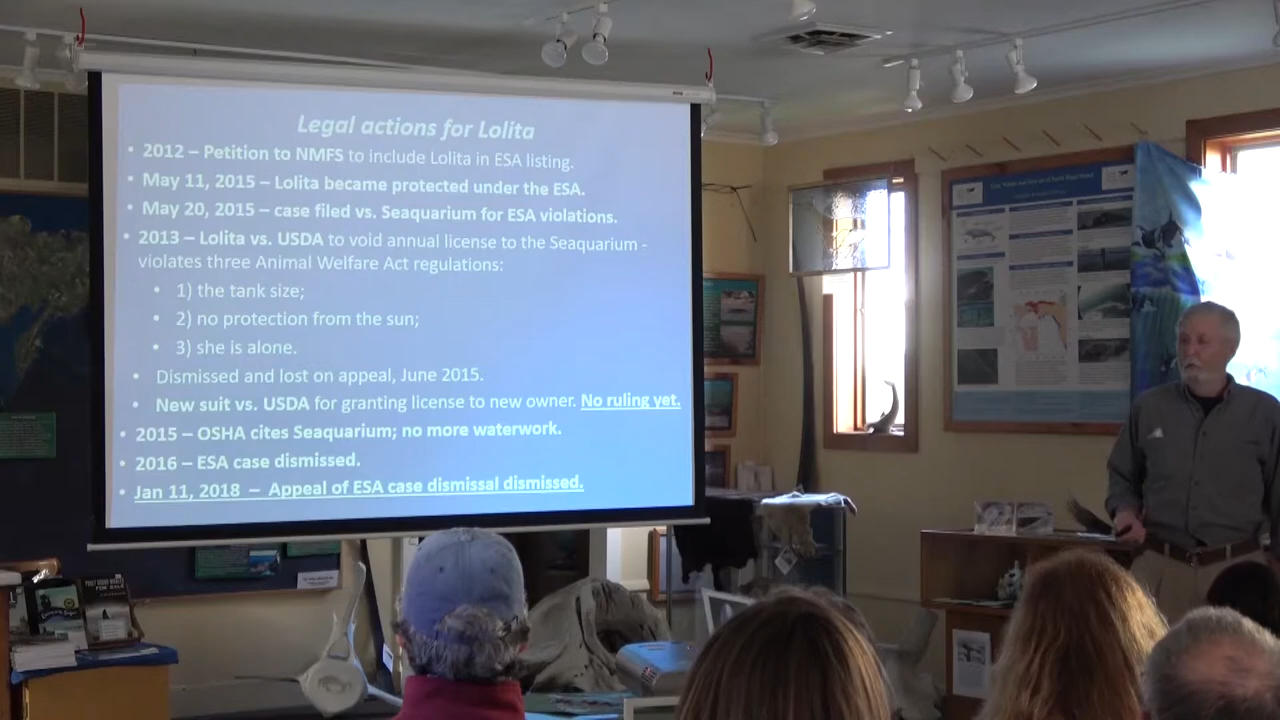 Legal actions for Lolita
• 2012 – Petition to NMFS to include Lolita in ESA listing.
• May 11, 2015 – Lolita became protected under the ESA.
• May 20, 2015 – case filed vs. Seaquarium for ESA violations.
• 2013 – Lolita vs. USDA to void annual license to the Seaquarium -
violates three Animal Welfare Act regulations:
• 1) the tank size;
• 2) no protection from the sun;
• 3) she is alone.
• Dismissed and lost on appeal, June 2015.
• New suit vs. USDA for granting license to new owner. No ruling yet.
• 2015 – OSHA cites Seaquarium; no more waterwork.
• 2016 – ESA case dismissed.
• Jan 11, 2018 – Appeal of ESA case dismissal dismissed.
FOR SALE